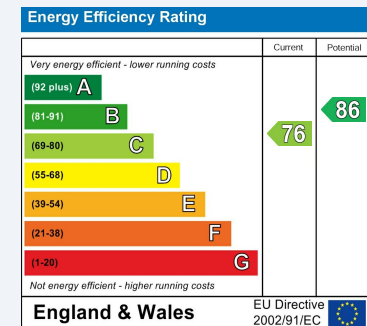 Energy Efficiency Rating
Current Potential
Very energy efficient - lower running costs
(92 plus) A
(81-91) B
(69-80) C
(55-68) D
(39-54) E
(21-38) F
(1-20) G
76
86
Not energy efficient - higher running costs
England & Wales
EU Directive
2002/91/EC